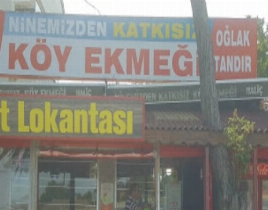 NİNEMİZDEN KATKISIZ OĞLAK
KÖY EKMEĞİ TANDIR
t Lokantası